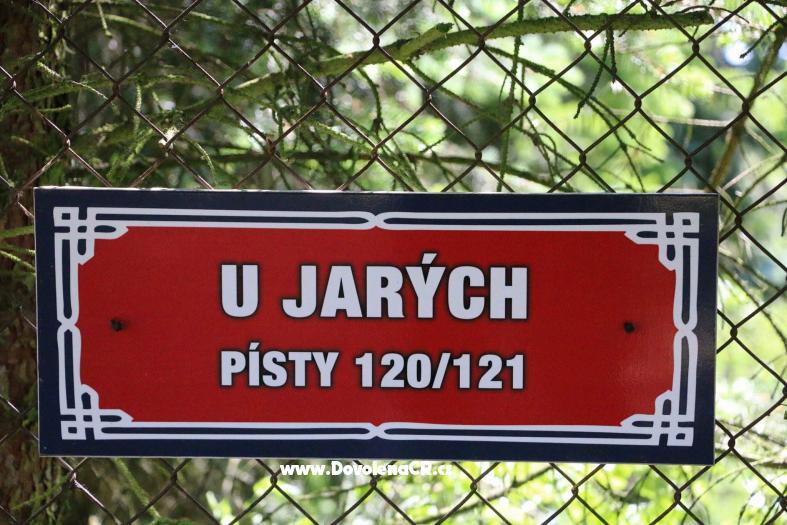 U JARÝCH
PÍSTY 120/121
www.DovolenaCR.cz